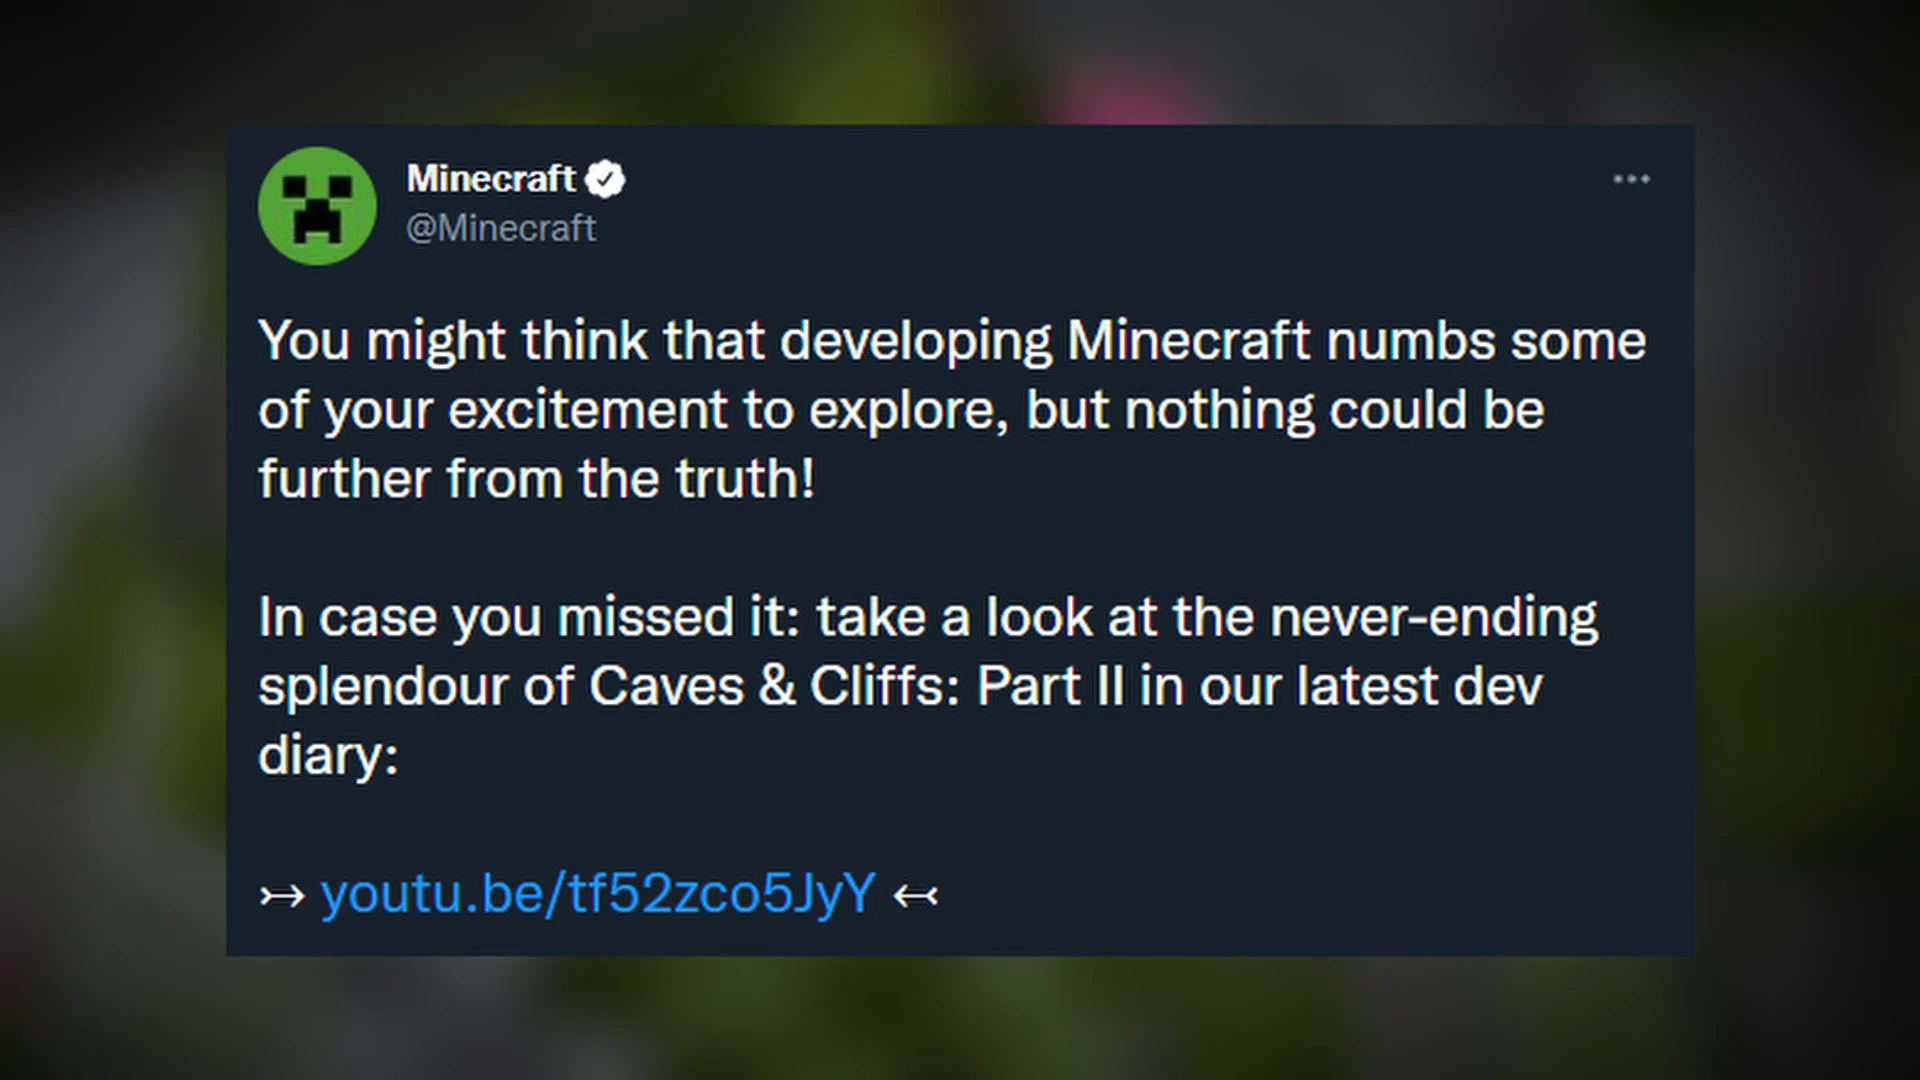 Minecraft
@Minecraft
You might think that developing Minecraft numbs some
of your excitement to explore, but nothing could be
further from the truth!
In case you missed it: take a look at the never-ending
splendour of Caves & Cliffs: Part II in our latest dev
diary:
↣ youtu.be/tf52zco5JyY ↢